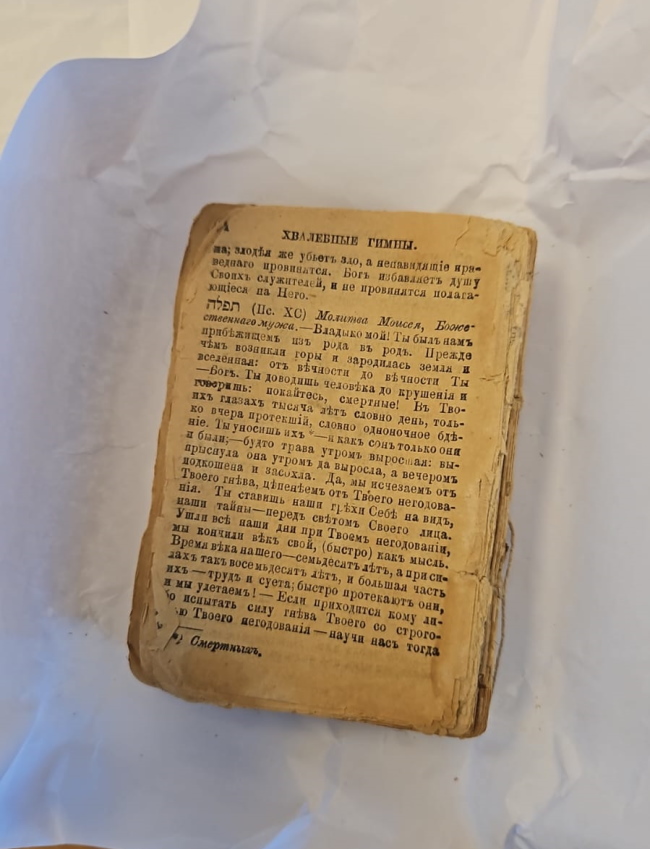 ХВАЛЕБНЫЕ ГИМНЫ.
жа; злодѣя же убьетъ зло, а ненавидящіе пра-
веднаго провинятся. Богъ избавляетъ душу
Своихъ служителей, и не провинятся полага-
ющіеся на Него.
תפלה (Пс. XC) Молитва Моисея, Боже-
ственнаго мужа.—Владыко мой! Ты былъ намъ
прибѣжищемъ изъ рода въ родъ. Прежде
чѣмъ возникли горы и зародилась земля и
вселенная: отъ вѣчности до вѣчности Ты
—Богъ. Ты доводишь человѣка до крушенія и
говоришь: покайтесь, смертные! Въ Тво-
ихъ глазахъ тысяча лѣтъ словно день, толь-
ко вчера протекшій, словно одноночное бдѣ-
ніе. Ты уносишь ихъ —и какъ сонъ только они
и были;—будто трава утромъ выросшая: вы-
прыснула она утромъ да выросла, а вечеромъ
подкошена и засохла. Да, мы исчезаемъ отъ
Твоего гнѣва, цѣпенѣемъ отъ Твоего негодова-
нія. Ты ставишь наши грѣхи Себѣ на видъ,
наши тайны—передъ свѣтомъ Своего лица.
Ушли всѣ наши дни при Твоемъ негодованіи,
мы кончили вѣкъ свой, (быстро) какъ мысль.
Время вѣка нашего—семьдесятъ лѣтъ, а при си-
лахъ такъ восемьдесятъ лѣтъ, и большая часть
ихъ—трудъ и суета; быстро протекаютъ они,
и мы улетаемъ!—Если приходится кому ли-
бо испытать силу гнѣва Твоего со строго-
Твоего негодованія—научи насъ тогда
Смертныхъ.